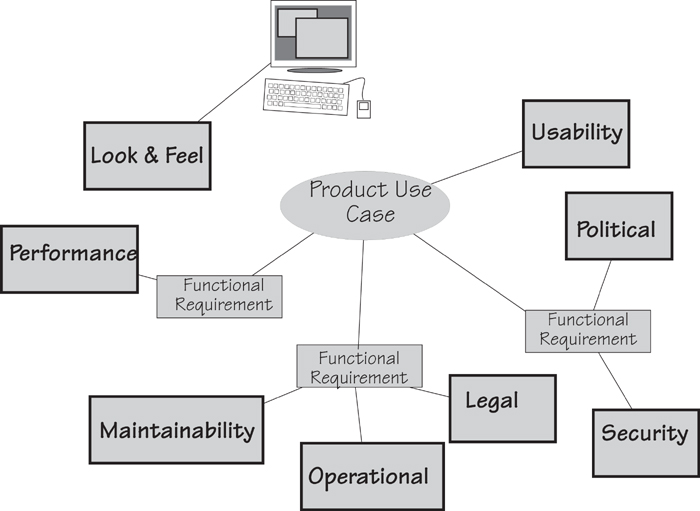 Usability
Look & Feel
Product Use
Case
Political
Performance
Functional
Requirement
Functional
Requirement
Functional
Requirement
Legal
Maintainability
Security
Operational